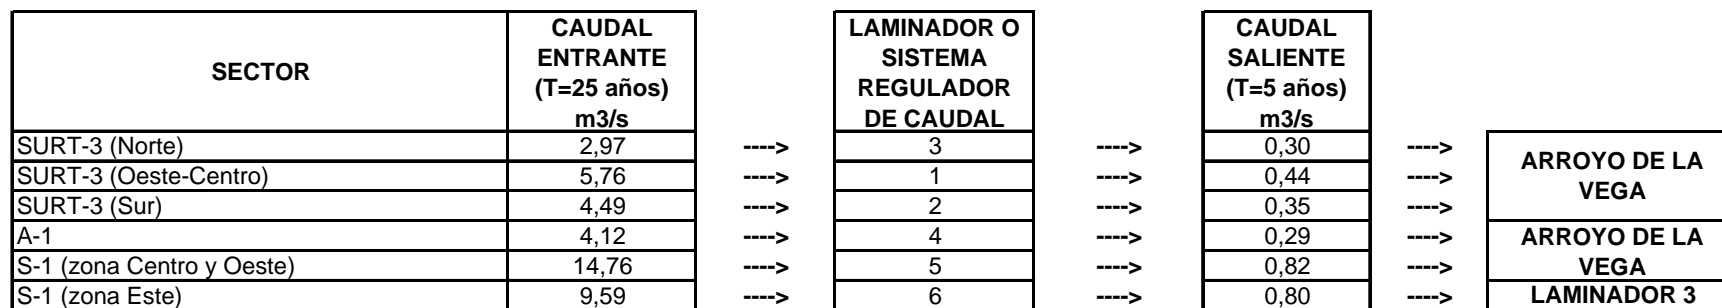 SECTOR
CAUDAL
ENTRANTE
(T=25 años)
m3/s
LAMINADOR O
SISTEMA
REGULADOR
DE CAUDAL
CAUDAL
SALIENTE
(T=5 años)
m3/s
SURT-3 (Norte) 2,97 ----> 3 ----> 0,30 ---->
SURT-3 (Oeste-Centro) 5,76 ----> 1 ----> 0,44 ---->
SURT-3 (Sur) 4,49 ----> 2 ----> 0,35 ---->
ARROYO DE LA
VEGA
A-1 4,12 ----> 4 ----> 0,29 ---->
S-1 (zona Centro y Oeste) 14,76 ----> 5 ----> 0,82 ---->
ARROYO DE LA
VEGA
S-1 (zona Este) 9,59 ----> 6 ----> 0,80 ----> LAMINADOR 3